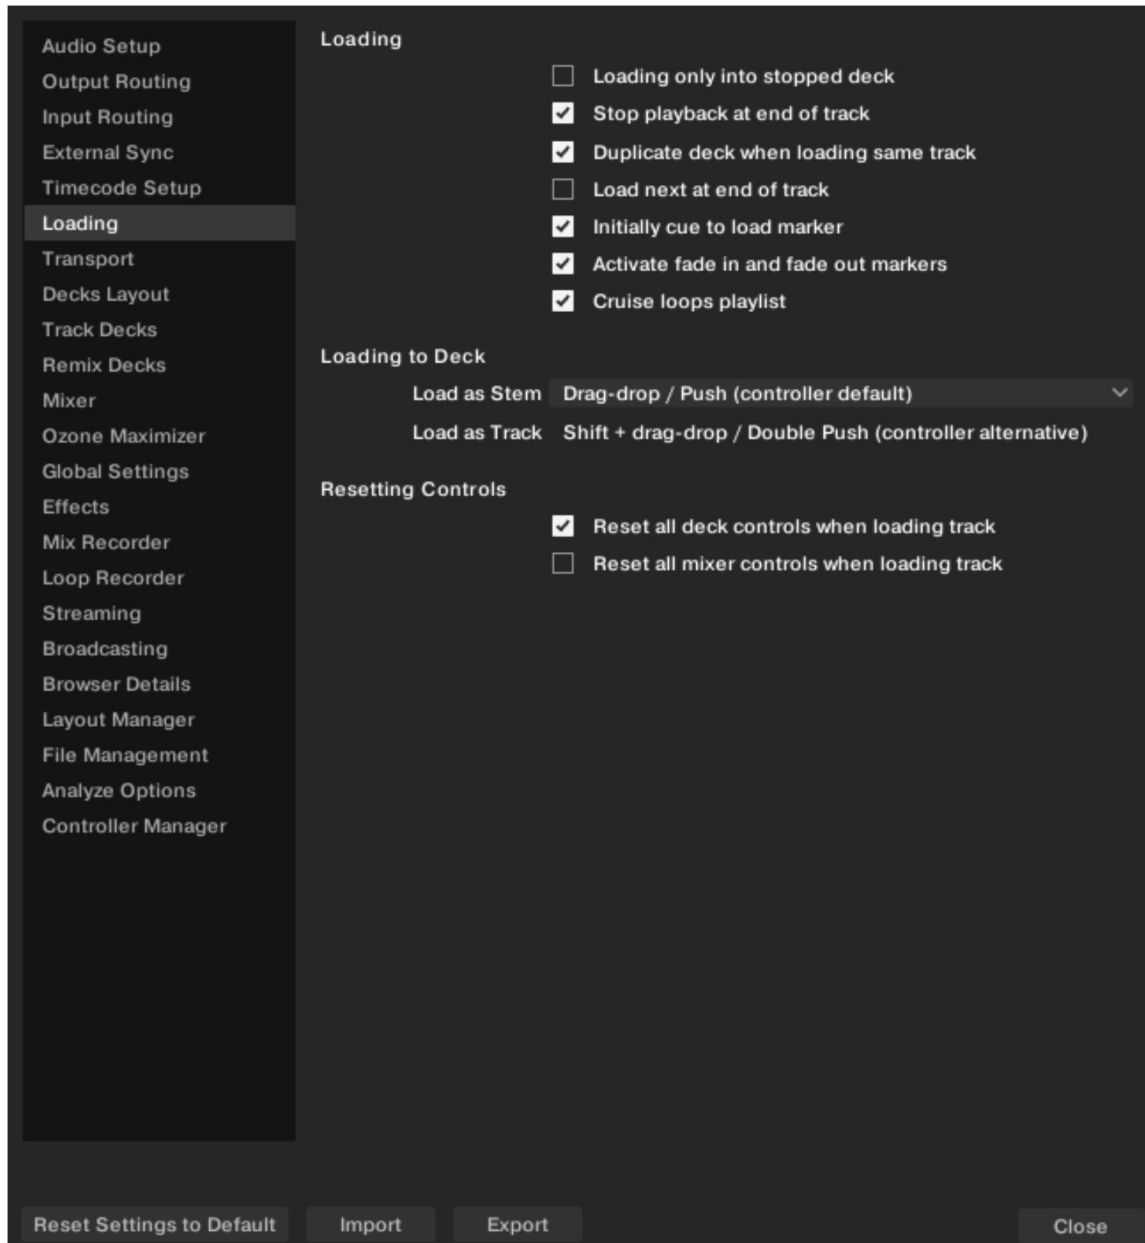 Audio Setup
Output Routing
Input Routing
External Sync
Timecode Setup
Loading
Transport
Decks Layout
Track Decks
Remix Decks
Mixer
Ozone Maximizer
Global Settings
Effects
Mix Recorder
Loop Recorder
Streaming
Broadcasting
Browser Details
Layout Manager
File Management
Analyze Options
Controller Manager
Loading
Loading only into stopped deck
Stop playback at end of track
Duplicate deck when loading same track
Load next at end of track
Initially cue to load marker
Activate fade in and fade out markers
Cruise loops playlist
Loading to Deck
Load as Stem Drag-drop / Push (controller default)
Load as Track Shift + drag-drop / Double Push (controller alternative)
Resetting Controls
Reset all deck controls when loading track
Reset all mixer controls when loading track
Reset Settings to Default Import Export Close